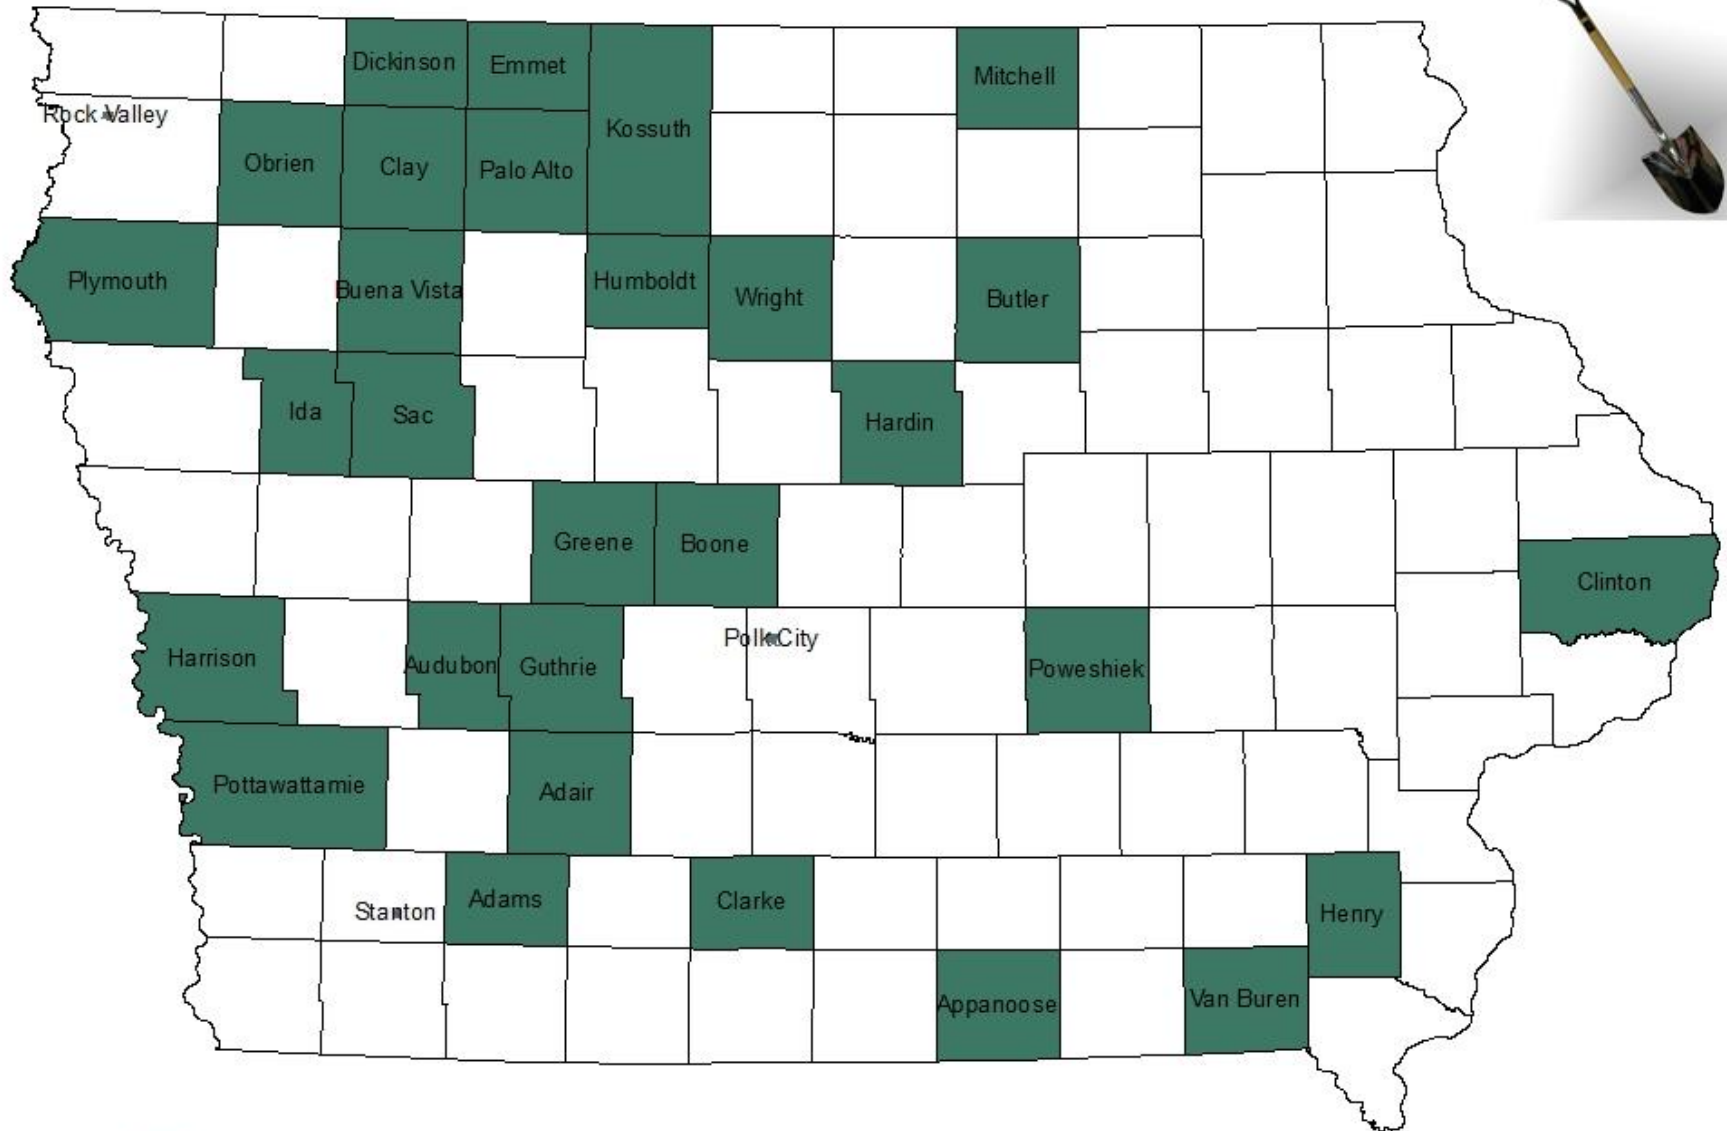 Dickinson
Emmet
Mitchell
Rock Valley
Kossuth
Obrien
Clay
Palo Alto
Plymouth
Buena Vista
Humboldt
Wright
Butler
Ida
Sac
Hardin
Greene
Boone
Clinton
Polk City
Harrison
Audubon
Guthrie
Poweshiek
Pottawattamie
Adair
Stanton
Adams
Clarke
Henry
Appanoose
Van Buren